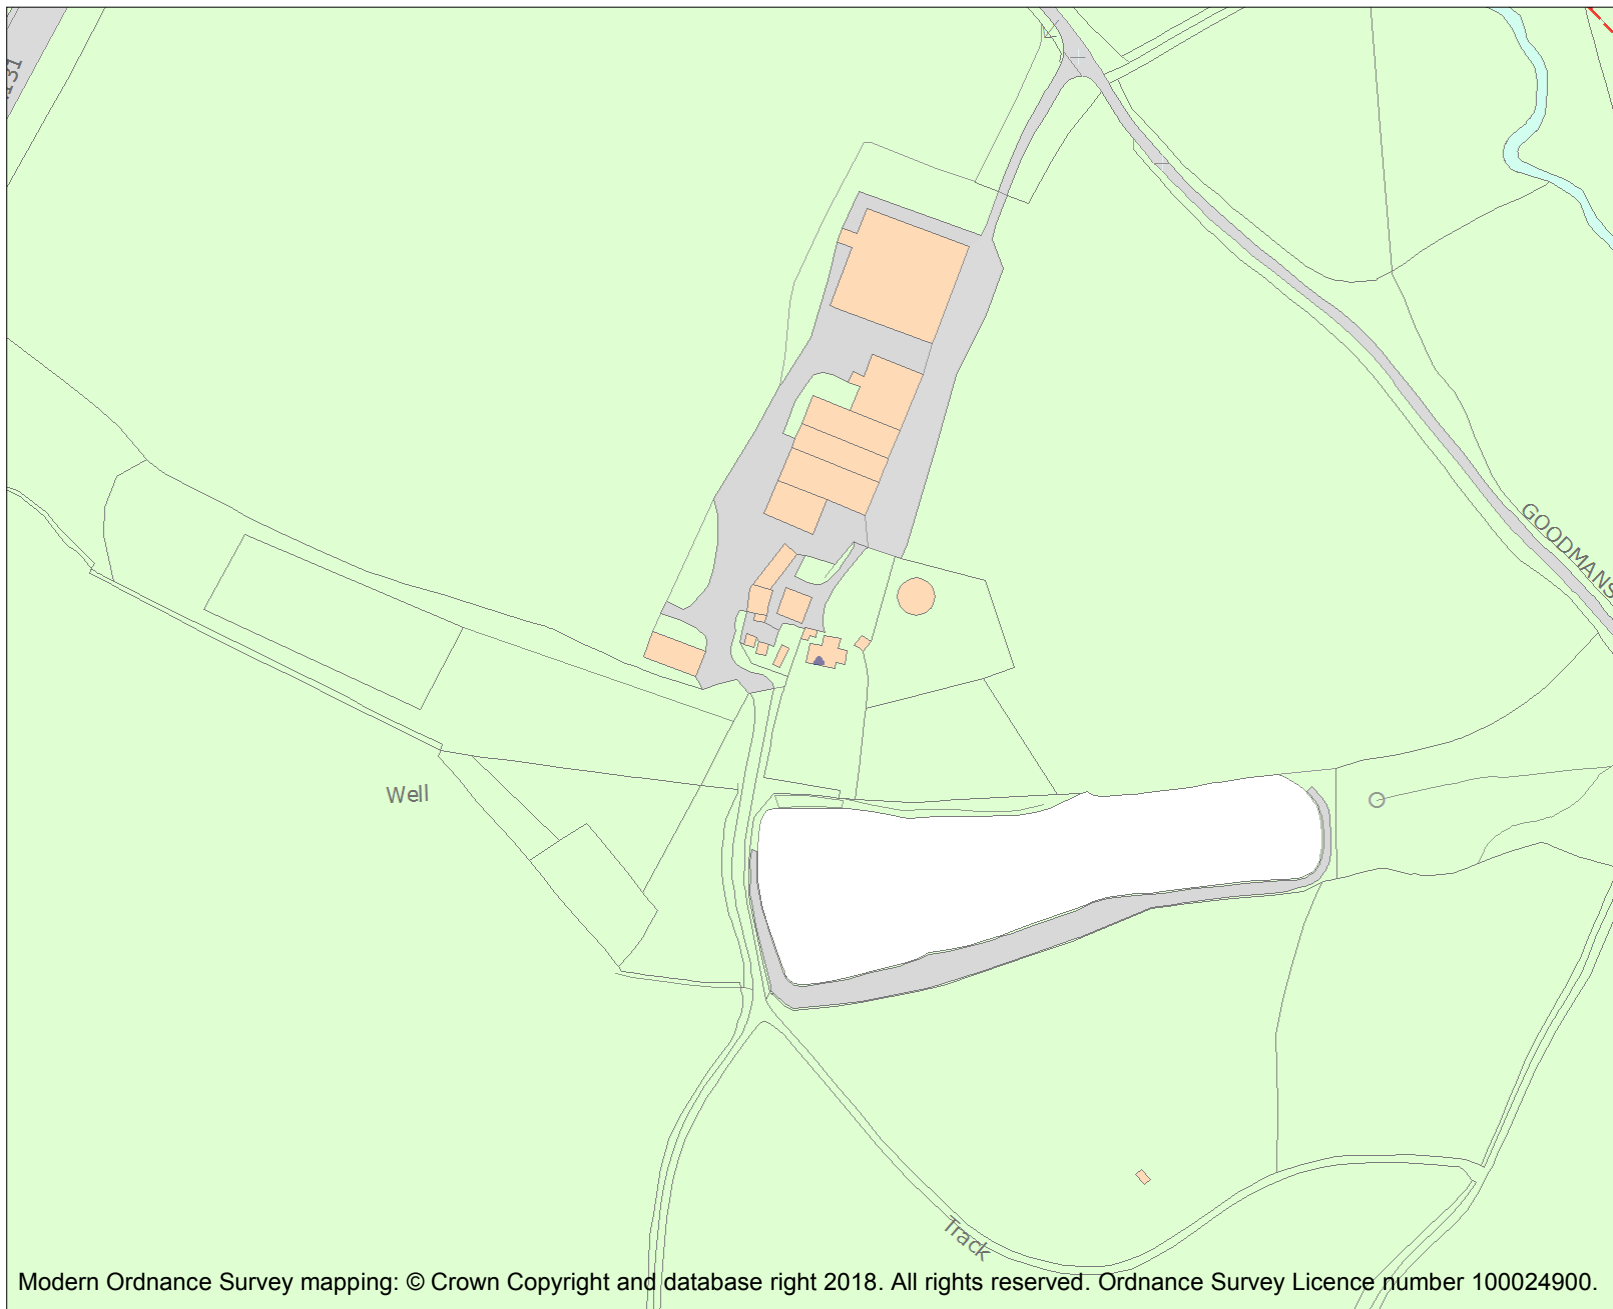 GOODMANS
Well
Track
Modern Ordnance Survey mapping: © Crown Copyright and database right 2018. All rights reserved. Ordnance Survey Licence number 100024900.